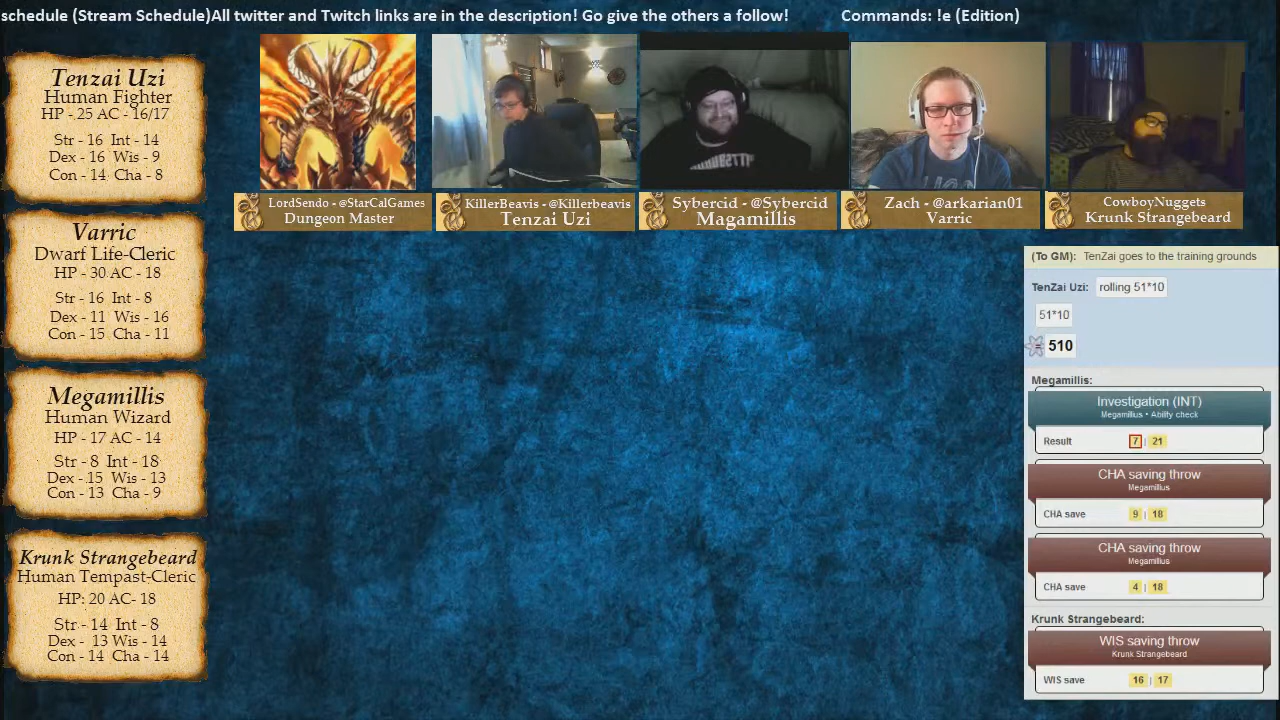 schedule (Stream Schedule)All twitter and Twitch links are in the description! Go give the others a follow! Commands: !e (Edition)
Tenzai Uzi
Human Fighter
HP - 25 AC - 16/17
Str - 16 Int - 14
Dex - 16 Wis - 9
Con - 14 Cha - 8
Varric
Dwarf Life-Cleric
HP - 30 AC - 18
Str - 16 Int - 8
Dex - 11 Wis - 16
Con - 15 Cha - 11
Megamillis
Human Wizard
HP - 17 AC - 14
Str - 8 Int - 18
Dex - 15 Wis - 13
Con - 13 Cha - 9
Krunk Strangebeard
Human Tempast-Cleric
HP: 20 AC- 18
Str - 14 Int - 8
Dex - 13 Wis - 14
Con - 14 Cha - 14
LordSendo - @StarCalGames
Dungeon Master
KillerBeavis - @Killerbeavis
Tenzai Uzi
Sybercid - @Sybercid
Magamillis
Zach - @arkarian01
Varric
CowboyNuggets
Krunk Strangebeard
(To GM): TenZai goes to the training grounds
TenZai Uzi: rolling 51*10
51*10
= 510
Megamillis:
Investigation (INT)
Megamillius • Ability check
Result 7 | 21
CHA saving throw
Megamillius
CHA save 9 | 18
CHA saving throw
Megamillius
CHA save 4 | 18
Krunk Strangebeard:
WIS saving throw
Krunk Strangebeard
WIS save 16 | 17